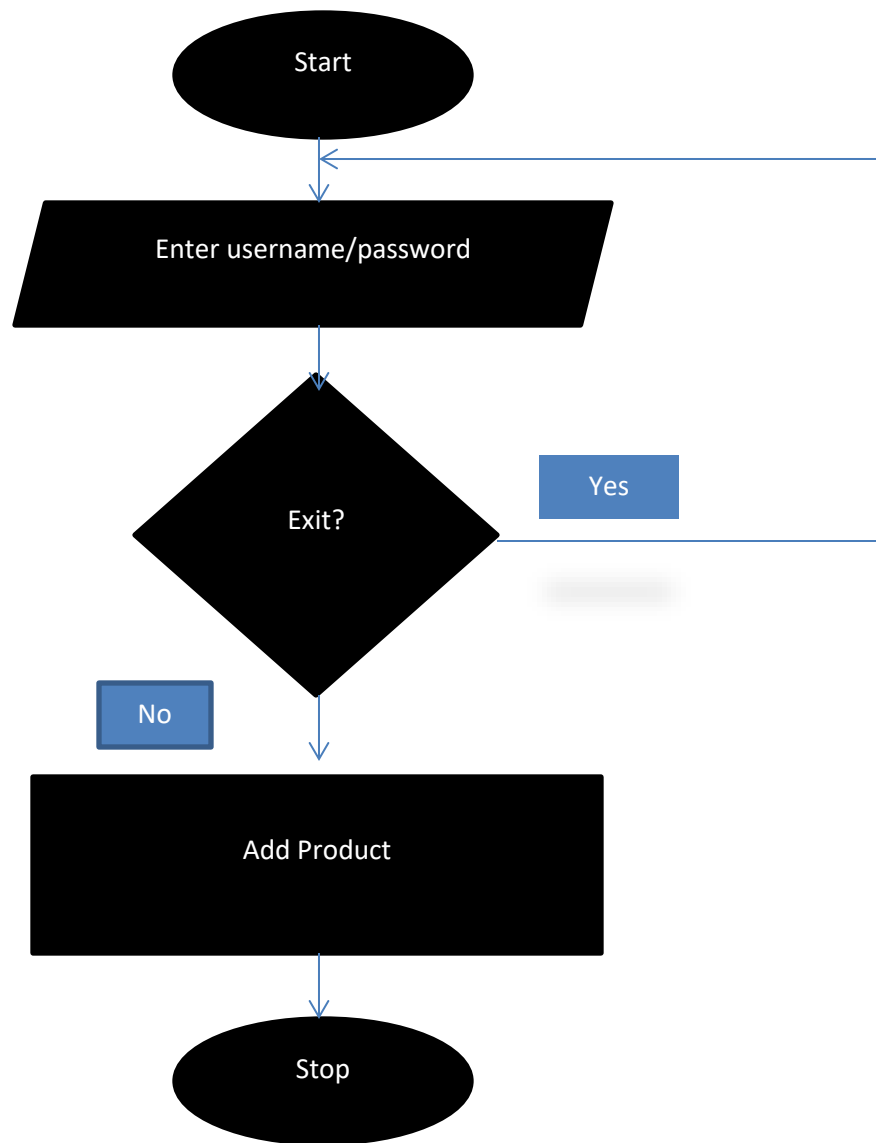 Start
Enter username/password
Exit?
Yes
No
Add Product
Stop